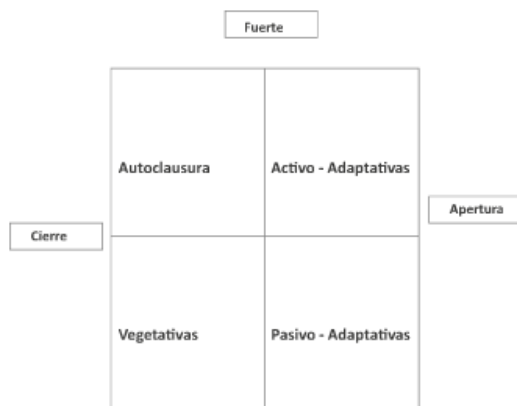 Fuerte
Autoclausura
Activo - Adaptativas
Apertura
Cierre
Vegetativas
Pasivo - Adaptativas